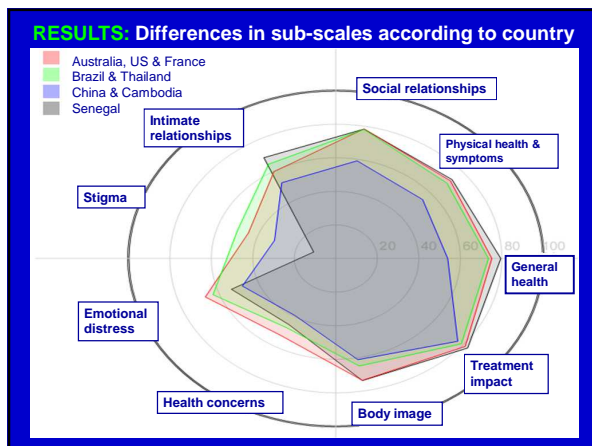 RESULTS: Differences in sub-scales according to country
Australia, US & France
Brazil & Thailand
China & Cambodia
Senegal
Social relationships
Intimate
relationships
Physical health &
symptoms
Stigma
20 40 60 80 100
General
health
Emotional
distress
Treatment
impact
Health concerns
Body image